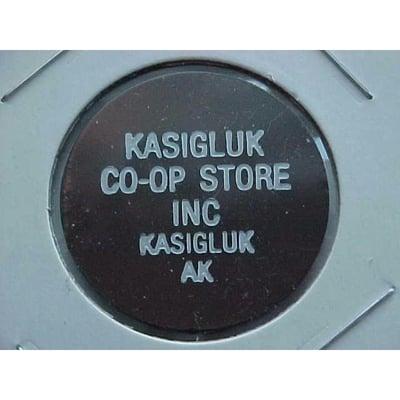 KASIGLUK
CO-OP STORE
INC
KASIGLUK
AK